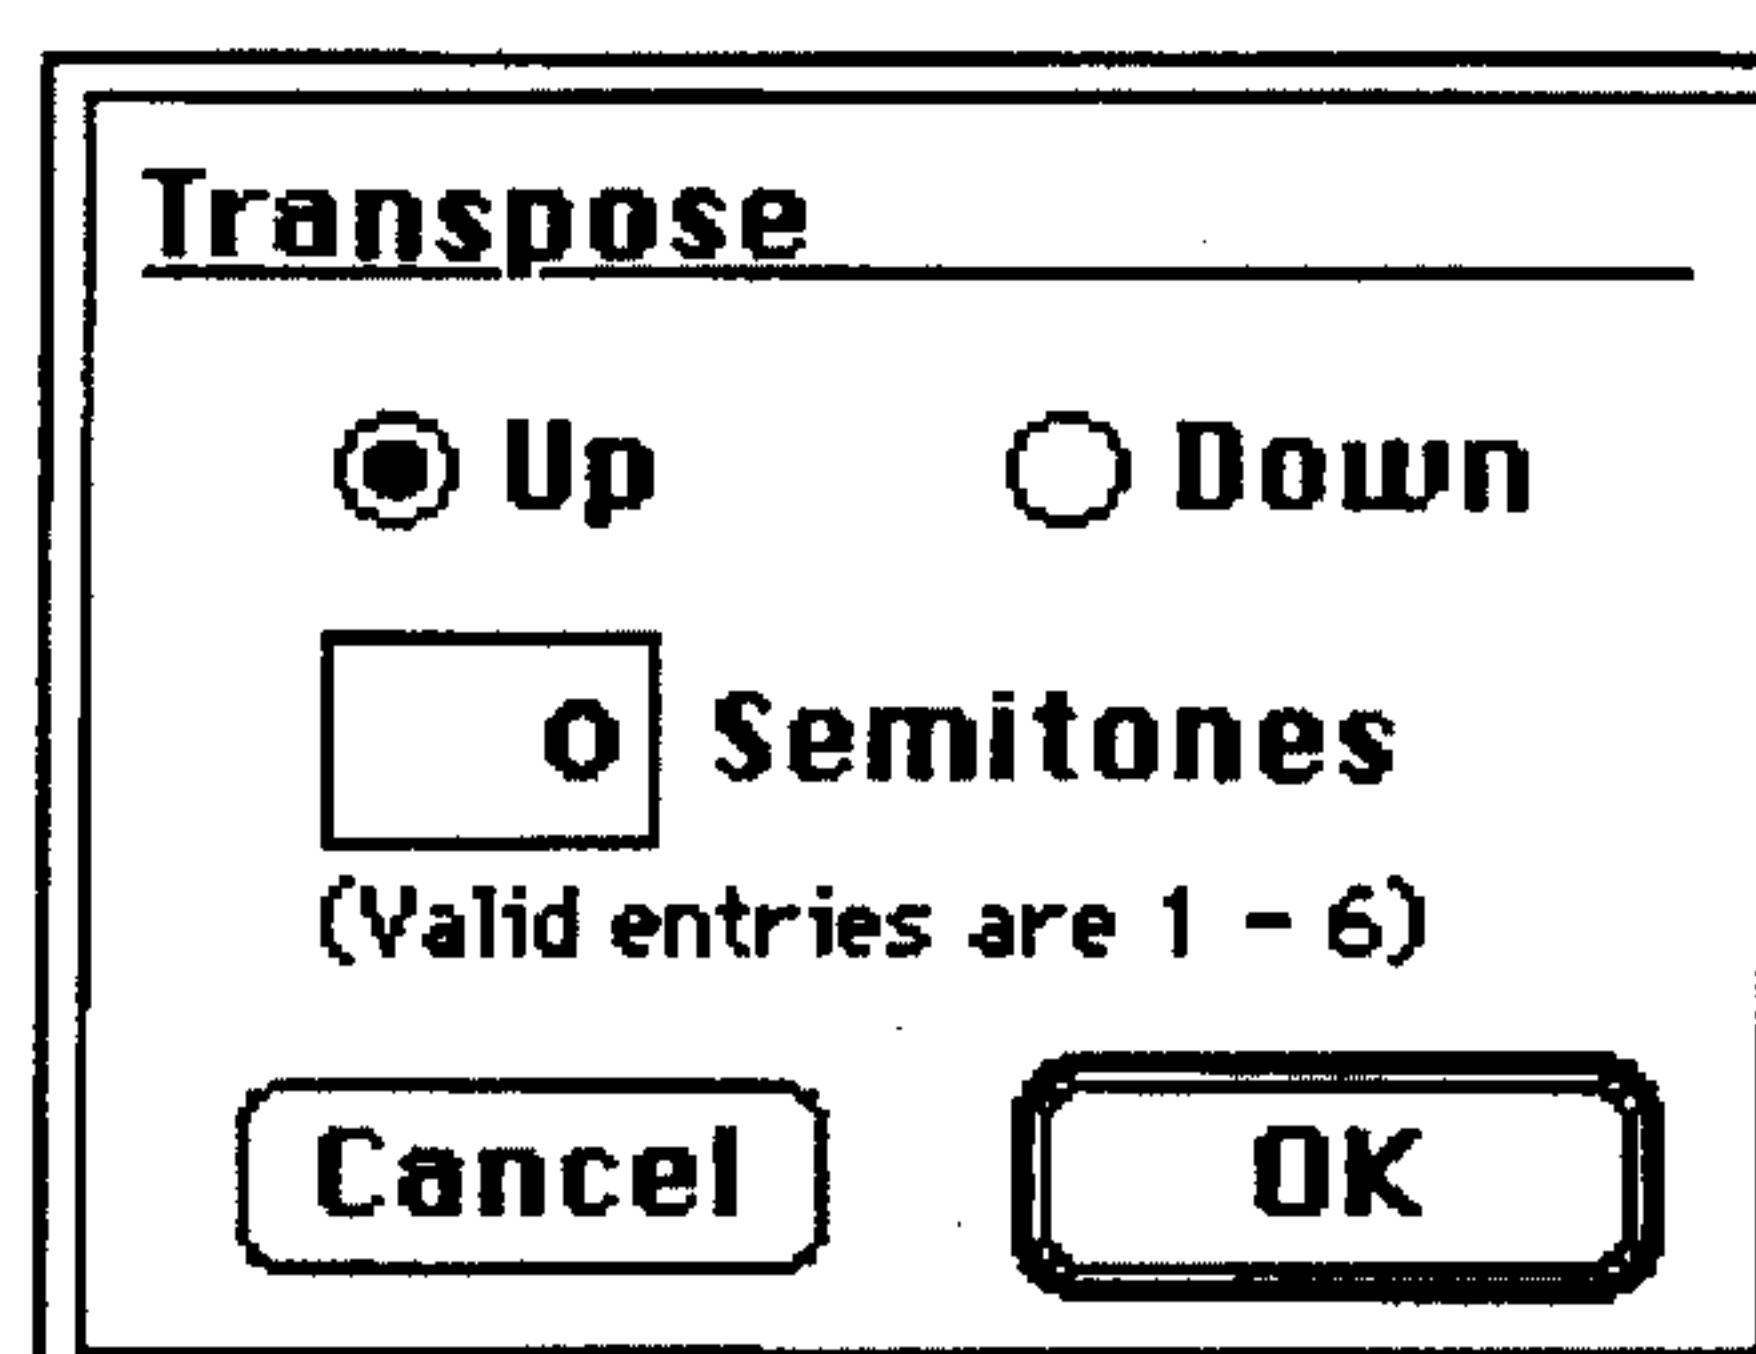 Transpose
Up Down
0 Semitones
(Valid entries are 1 - 6)
Cancel OK